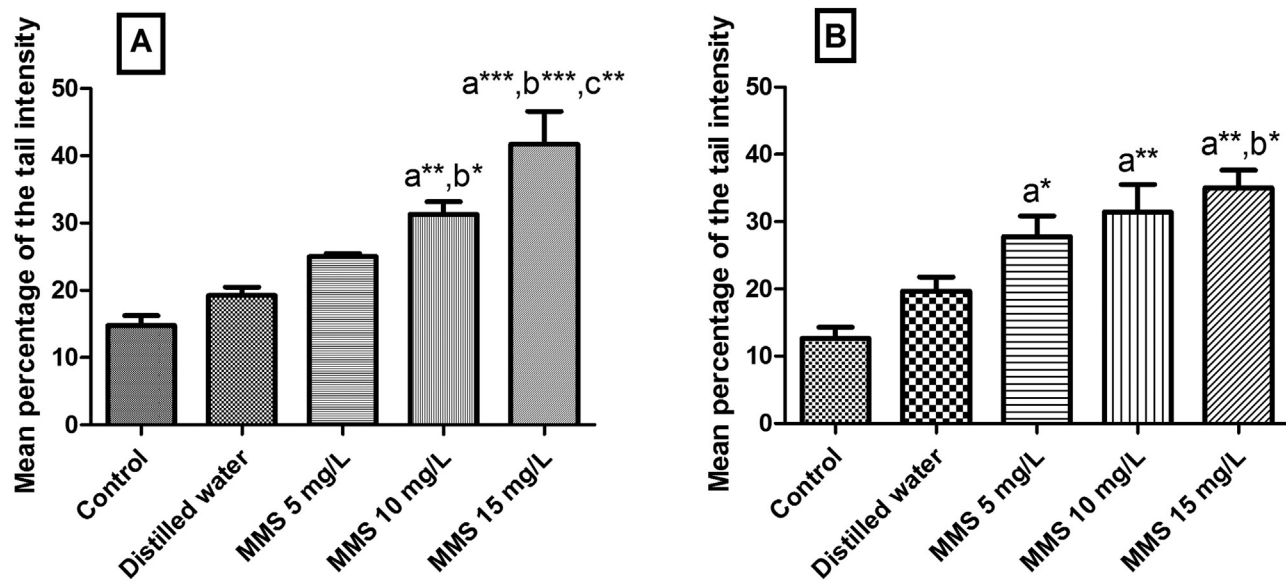 A
Mean percentage of the tail intensity
50
40
30
20
10
0
a***,b***,c**
a**,b*
Control
Distilled water
MMS 5 mg/L
MMS 10 mg/L
MMS 15 mg/L
B
Mean percentage of the tail intensity
50
40
30
20
10
0
a*
a**
a**,b*
Control
Distilled water
MMS 5 mg/L
MMS 10 mg/L
MMS 15 mg/L